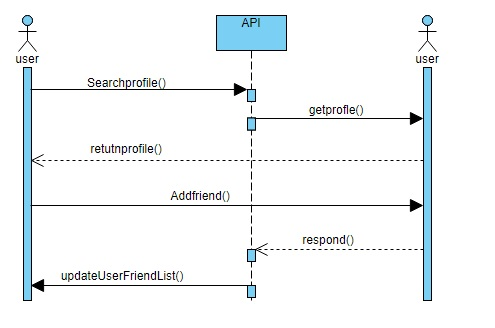 API
user
user
Searchprofile()
getprofle()
retutnprofile()
Addfriend()
respond()
updateUserFriendList()